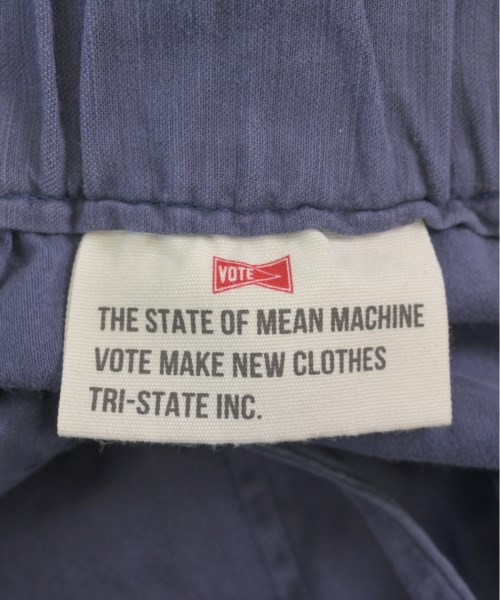 VOTE
THE STATE OF MEAN MACHINE
VOTE MAKE NEW CLOTHES
TRI-STATE INC.